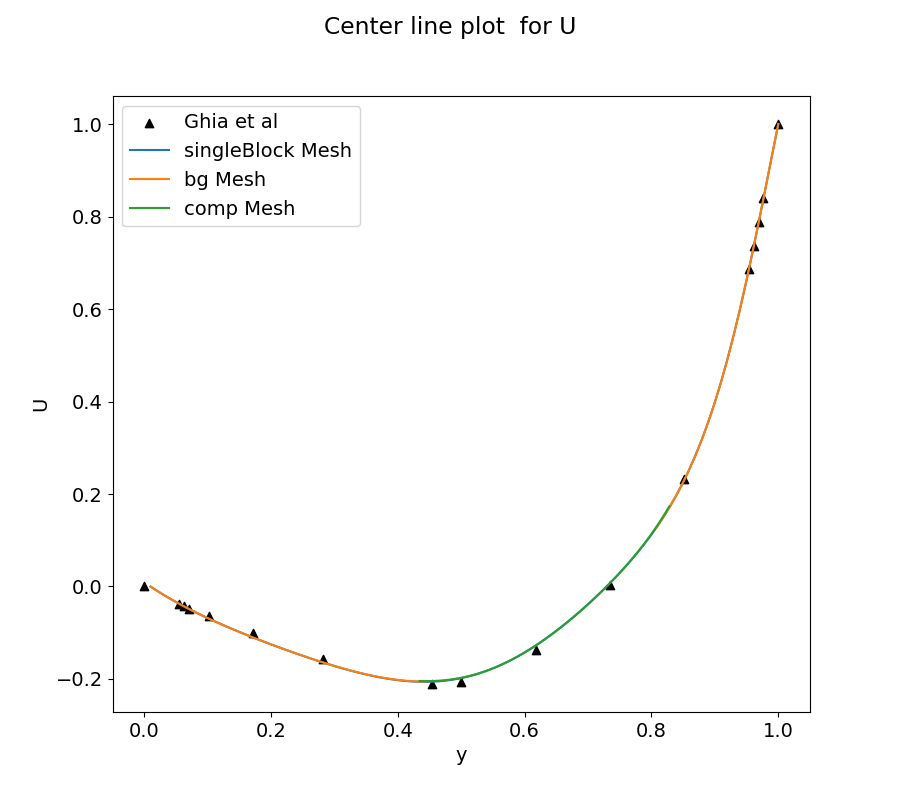 Center line plot  for U
Ghia et al
singleBlock Mesh
bg Mesh
comp Mesh
1.0
0.8
0.6
0.4
0.2
0.0
−0.2
U
0.0 0.2 0.4 0.6 0.8 1.0
y